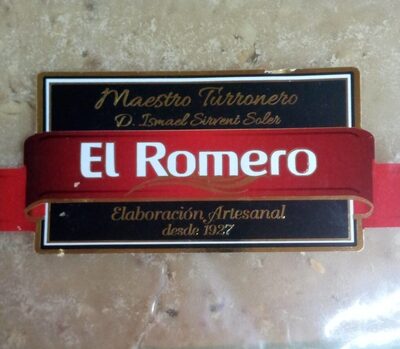 Maestro Turronero
D. Ismael Sirvent Soler
El Romero
Elaboración Artesanal
desde 1927